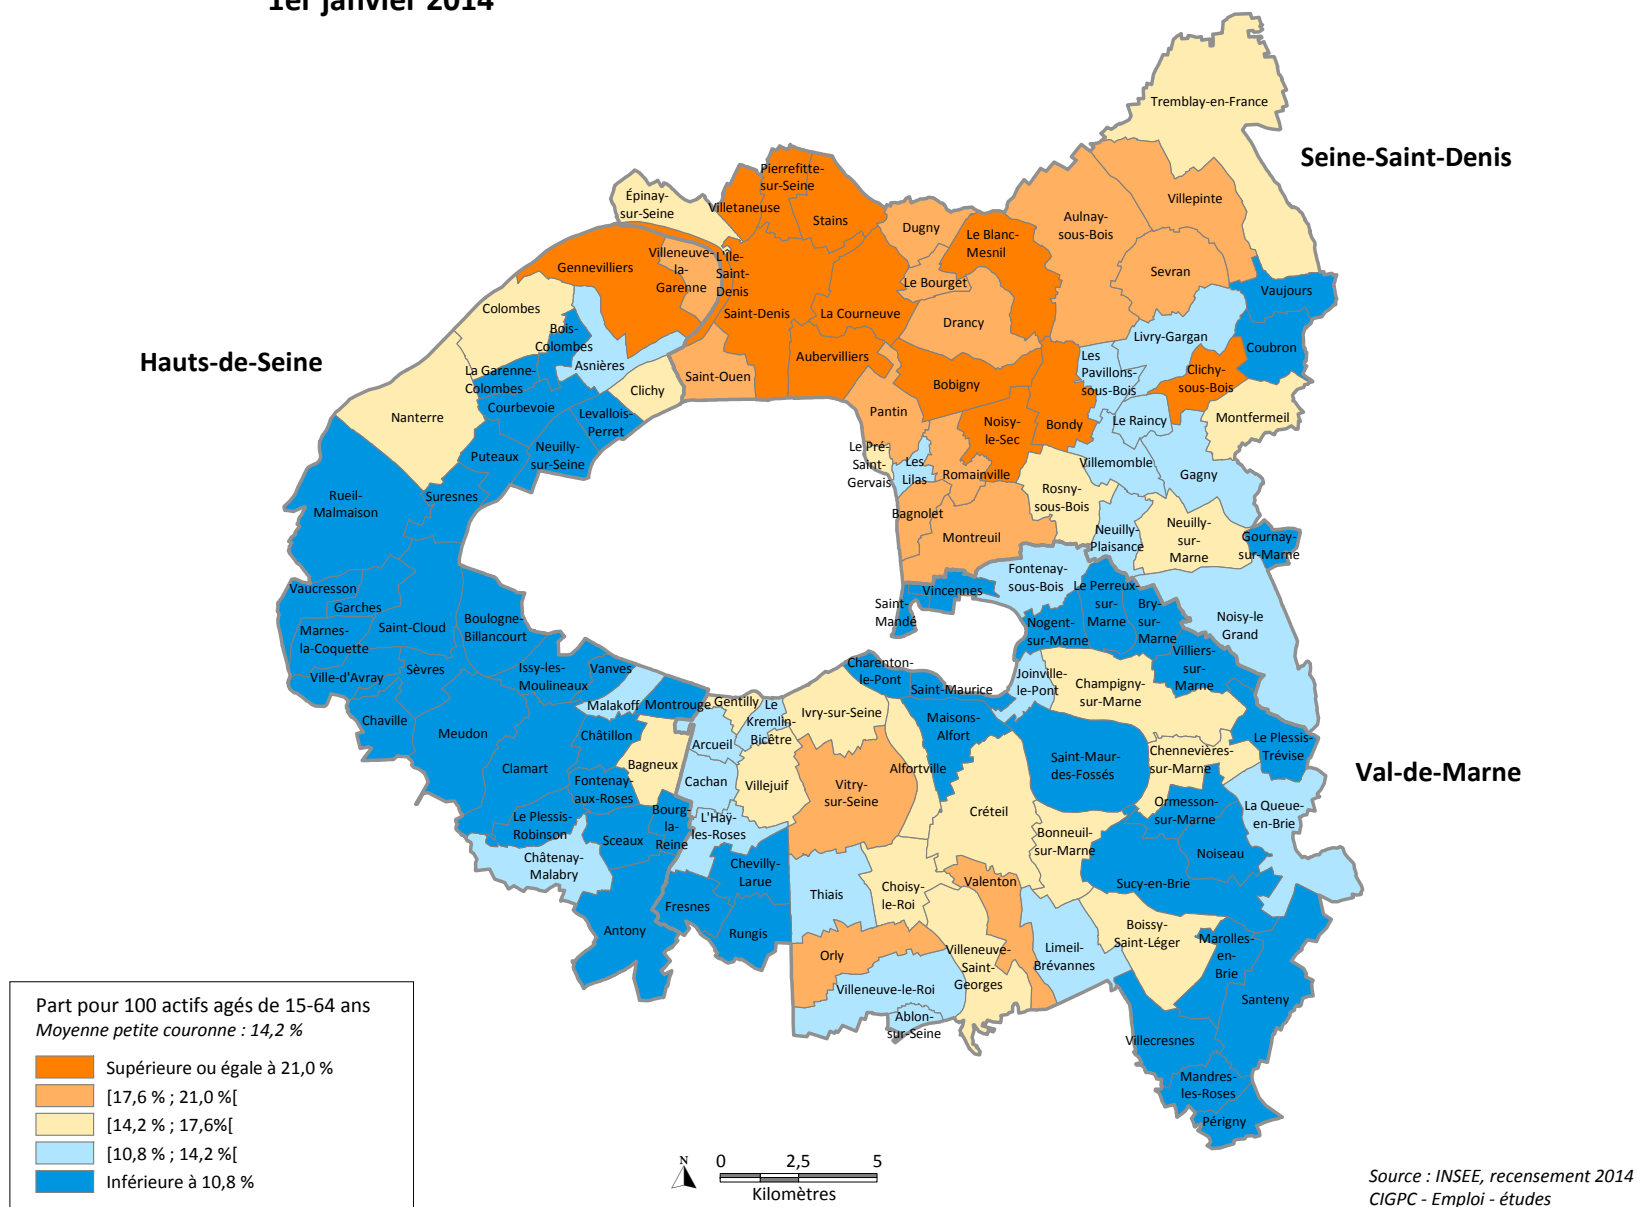 1er janvier 2014
Tremblay-en-France
Seine-Saint-Denis
Pierrefitte-
sur-Seine
Épinay-
sur-Seine
Villetaneuse
Stains
Villepinte
Aulnay-
sous-Bois
Dugny
Le Blanc-
Mesnil
Gennevilliers
Villeneuve-
la-
Garenne
L'Île-
Saint-
Denis
Sevran
Le Bourget
Vaujours
Colombes
Saint-Denis
La Courneuve
Drancy
Bois-
Colombes
Livry-Gargan
Coubron
Hauts-de-Seine
Asnières
Aubervilliers
Les
Pavillons-
sous-Bois
Clichy-
sous-Bois
La Garenne-
Colombes
Saint-Ouen
Bobigny
Clichy
Courbevoie
Levallois-
Perret
Nanterre
Pantin
Noisy-
le-Sec
Bondy
Le Raincy
Montfermeil
Puteaux
Neuilly-
sur-Seine
Le Pré-
Saint-
Gervais
Les
Lilas
Romainville
Villemomble
Gagny
Rueil-
Malmaison
Suresnes
Rosny-
sous-Bois
Bagnolet
Montreuil
Neuilly-
Plaisance
Neuilly-
sur-
Marne
Gournay-
sur-Marne
Fontenay-
sous-Bois
Vaucresson
Garches
Vincennes
Le Perreux-
sur-
Marne
Bry-
sur-
Marne
Saint-
Mandé
Noisy-le
Grand
Marnes-
la-Coquette
Saint-Cloud
Boulogne-
Billancourt
Nogent-
sur-Marne
Villiers-
sur-
Marne
Ville-d'Avray
Sèvres
Issy-les-
Moulineaux
Vanves
Charenton-
le-Pont
Saint-Maurice
Joinville-
le-Pont
Champigny-
sur-Marne
Chaville
Meudon
Malakoff
Montrouge
Gentilly
Le
Kremlin-
Bicêtre
Ivry-sur-Seine
Maisons-
Alfort
Châtillon
Arcueil
Clamart
Bagneux
Cachan
Villejuif
Vitry-
sur-Seine
Alfortville
Saint-Maur-
des-Fossés
Chennevières-
sur-Marne
Le Plessis-
Trévise
Val-de-Marne
Fontenay-
aux-Roses
Le Plessis-
Robinson
Sceaux
Bourg-
la-
Reine
L'Haÿ-
les-Roses
Créteil
Bonneuil-
sur-Marne
Ormesson-
sur-Marne
La Queue-
en-Brie
Châtenay-
Malabry
Chevilly-
Larue
Noiseau
Sucy-en-Brie
Thiais
Choisy-
le-Roi
Valenton
Fresnes
Antony
Rungis
Orly
Villeneuve-
Saint-
Georges
Limeil-
Brévannes
Boissy-
Saint-Léger
Marolles-
en-
Brie
Villeneuve-le-Roi
Santeny
Ablon-
sur-Seine
Villecresnes
Mandres-
les-Roses
Périgny
Part pour 100 actifs agés de 15-64 ans
Moyenne petite couronne : 14,2 %
Supérieure ou égale à 21,0 %
[17,6 % ; 21,0 %[
[14,2 % ; 17,6%[
[10,8 % ; 14,2 %[
Inférieure à 10,8 %
N
0 2,5 5
Kilomètres
Source : INSEE, recensement 2014
CIGPC - Emploi - études